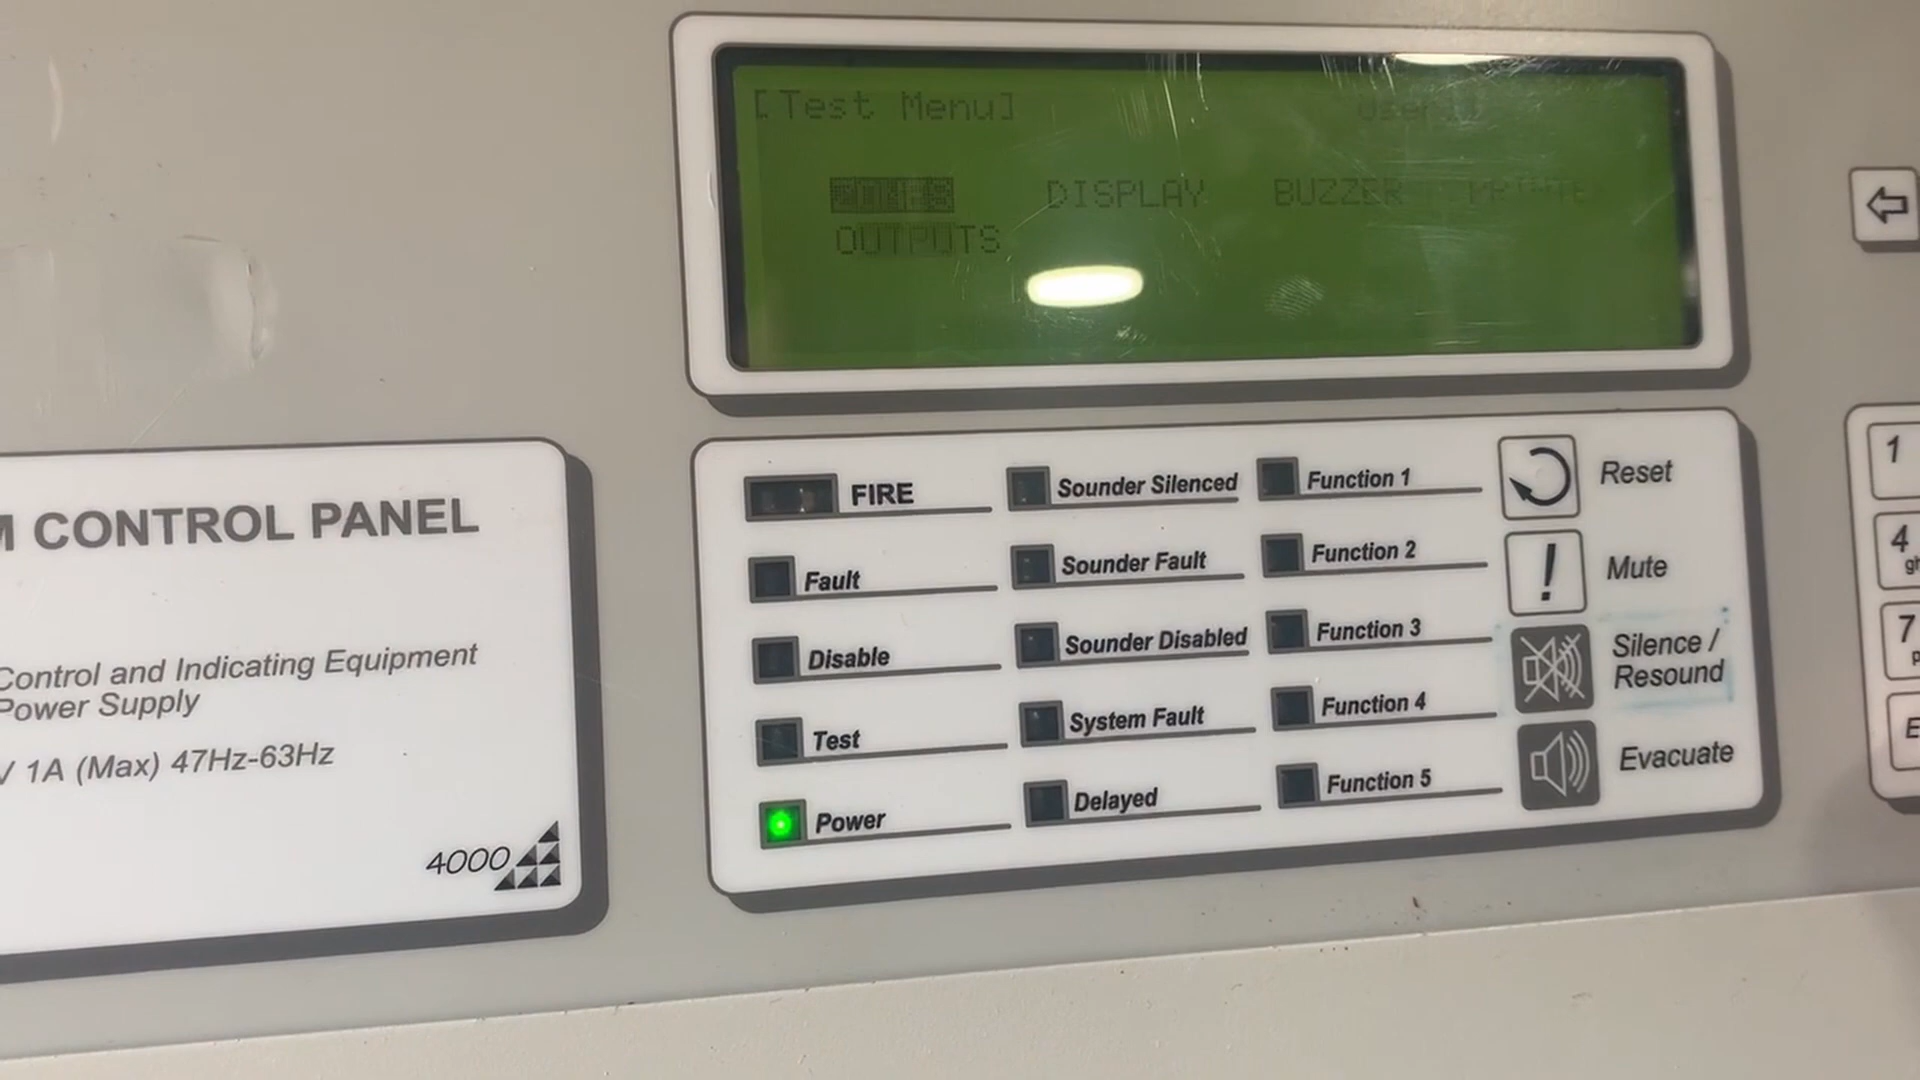 [Test Menu]
DISPLAY BUZZER
OUTPUTS
CONTROL PANEL
Control and Indicating Equipment
Power Supply
1A (Max) 47Hz-63Hz
4000
FIRE
Fault
Disable
Test
Power
Sounder Silenced
Sounder Fault
Sounder Disabled
System Fault
Delayed
Function 1
Function 2
Function 3
Function 4
Function 5
Reset
! Mute
Silence /
Resound
Evacuate
1
4
7